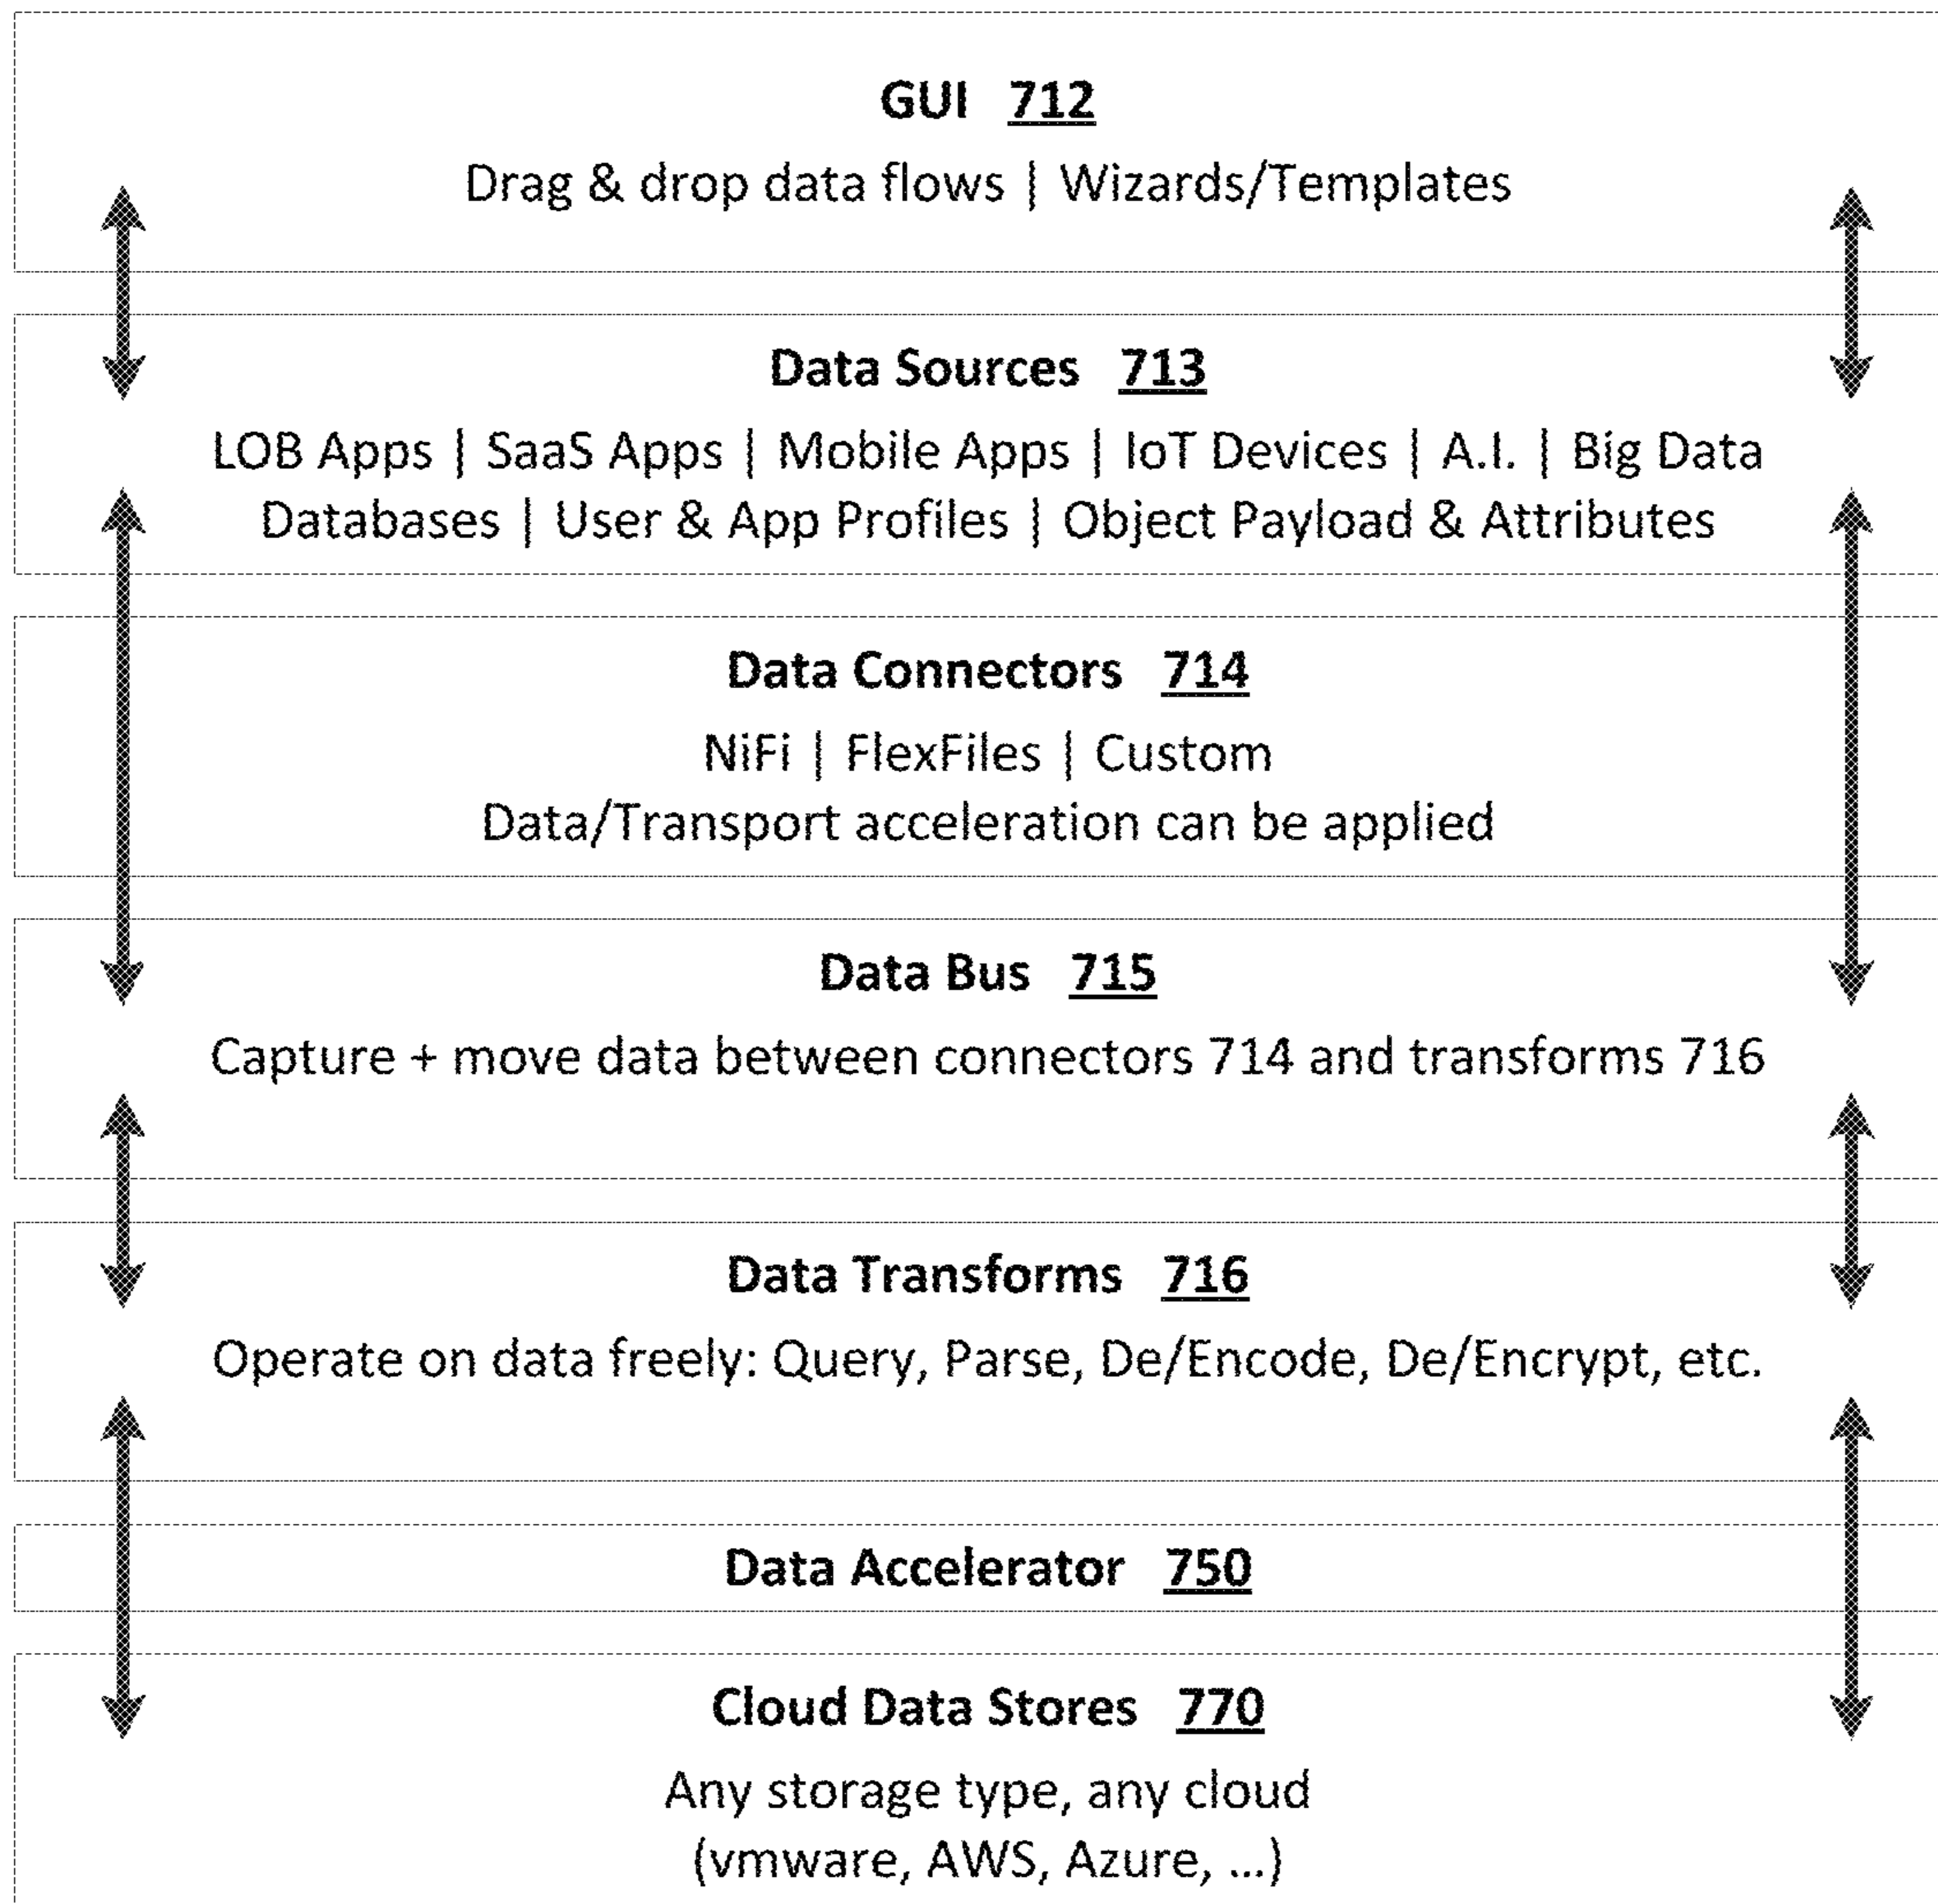 GUI 712
Drag & drop data flows | Wizards/Templates
Data Sources 713
LOB Apps | SaaS Apps | Mobile Apps | IoT Devices | A.I. | Big Data
Databases | User & App Profiles | Object Payload & Attributes
Data Connectors 714
NiFi | FlexFiles | Custom
Data/Transport acceleration can be applied
Data Bus 715
Capture + move data between connectors 714 and transforms 716
Data Transforms 716
Operate on data freely: Query, Parse, De/Encode, De/Encrypt, etc.
Data Accelerator 750
Cloud Data Stores 770
Any storage type, any cloud
(vmware, AWS, Azure, ...)